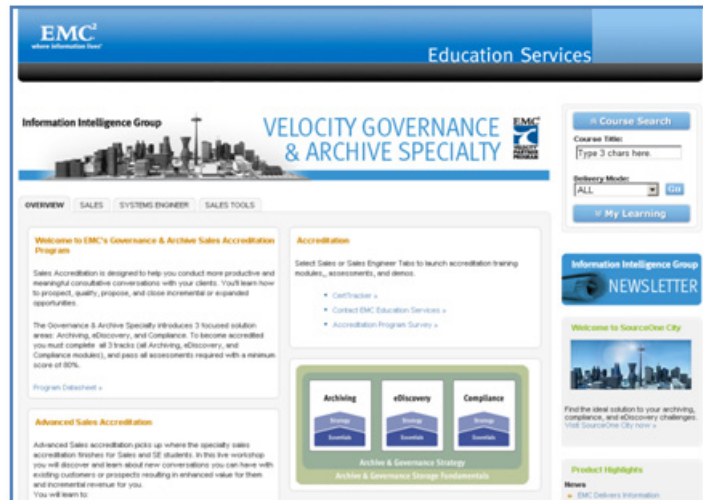 EMC²
where information lives®
Education Services
Information Intelligence Group
VELOCITY GOVERNANCE
& ARCHIVE SPECIALTY
EMC²
VELOCITY
PARTNER
PROGRAM
OVERVIEW
SALES
SYSTEMS ENGINEER
SALES TOOLS
Welcome to EMC's Governance & Archive Sales Accreditation
Program
Sales Accreditation is designed to help you conduct more productive and
meaningful consultative conversations with your clients. You'll learn how
to prospect, qualify, propose, and close incremental or expanded
opportunities.
The Governance & Archive Specialty introduces 3 focused solution
areas: Archiving, eDiscovery, and Compliance. To become accredited
you must complete all 3 tracks (all Archiving, eDiscovery, and
Compliance modules), and pass all assessments required with a minimum
score of 80%.
Program Datasheet »
Advanced Sales Accreditation
Advanced Sales accreditation picks up where the specialty sales
accreditation finishes for Sales and SE students. In this live workshop
you will discover and learn about new conversations you can have with
existing customers or prospects resulting in enhanced value for them
and incremental revenue for you.
You will learn to:
Accreditation
Select Sales or Sales Engineer Tabs to launch accreditation training
modules, assessments, and demos.
CertTracker »
Contact EMC Education Services »
Accreditation Program Survey »
Archiving
eDiscovery
Compliance
Strategy
Strategy
Strategy
Essentials
Essentials
Essentials
Archive & Governance Strategy
Archive & Governance Storage Fundamentals
Course Search
Course Title:
Type 3 chars here.
Delivery Mode:
ALL
Go
My Learning
Information Intelligence Group
NEWSLETTER
Welcome to SourceOne City
Find the ideal solution to your archiving,
compliance, and eDiscovery challenges.
Visit SourceOne City now »
Product Highlights
News
EMC Delivers Information